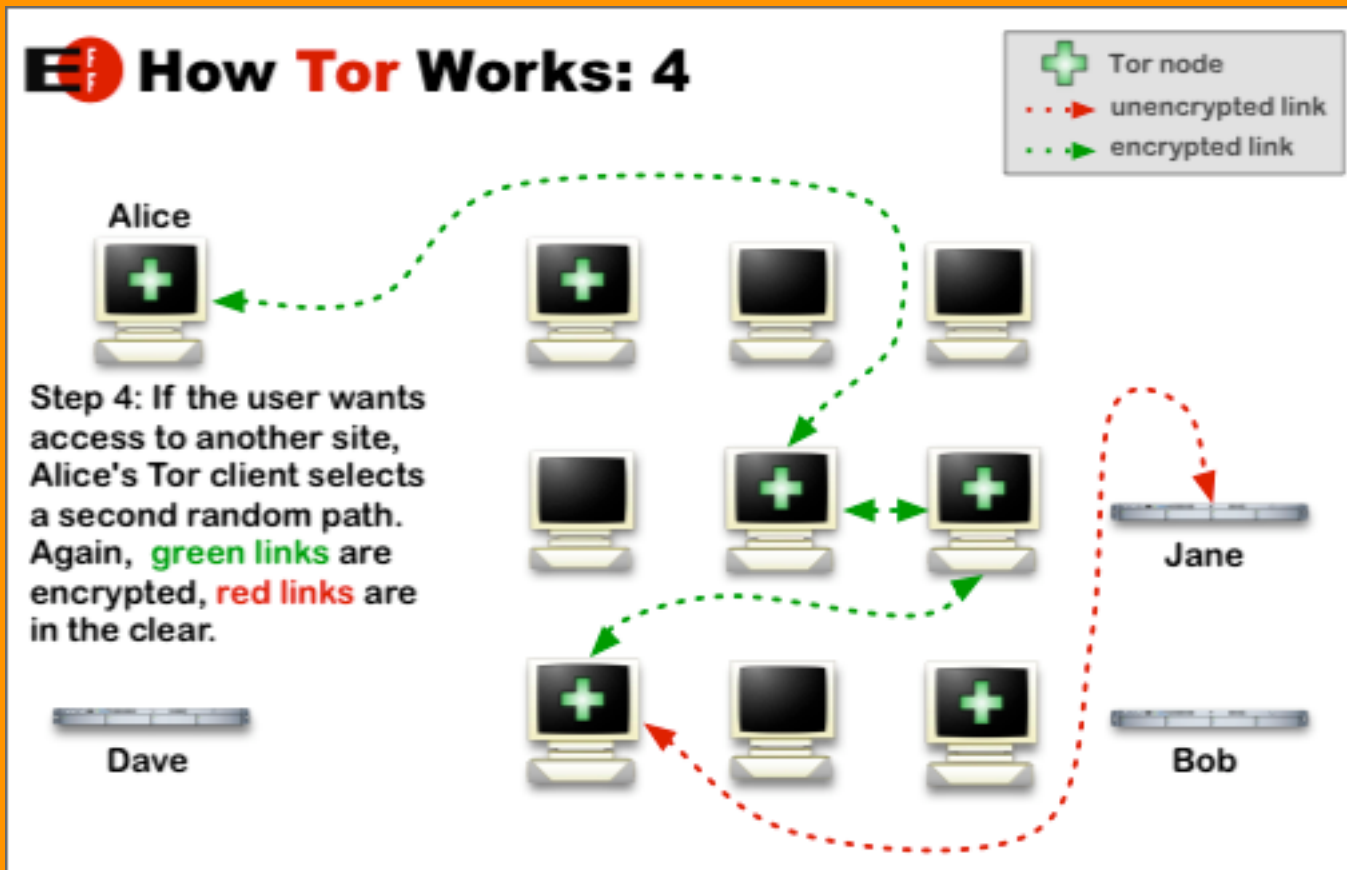 EFF How Tor Works: 4
Tor node
unencrypted link
encrypted link
Alice
Step 4: If the user wants
access to another site,
Alice's Tor client selects
a second random path.
Again, green links are
encrypted, red links are
in the clear.
Jane
Dave
Bob